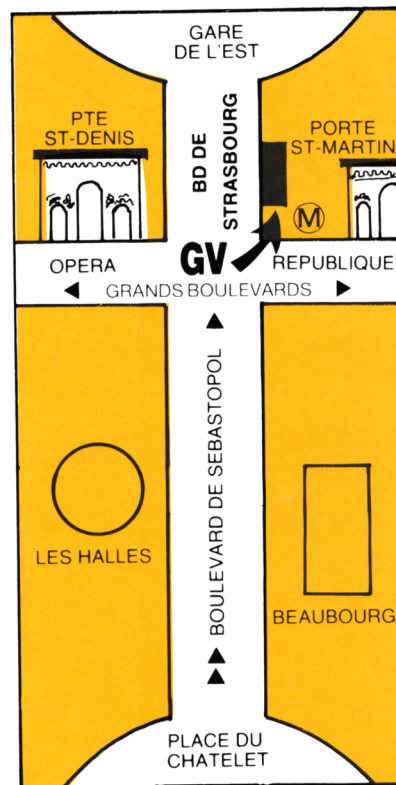 GARE
DE L'EST
PTE
ST-DENIS
BD DE
STRASBOURG
PORTE
ST-MARTIN
M
GV
OPERA
REPUBLIQUE
GRANDS BOULEVARDS
BOULEVARD DE SEBASTOPOL
LES HALLES
BEAUBOURG
PLACE DU
CHATELET